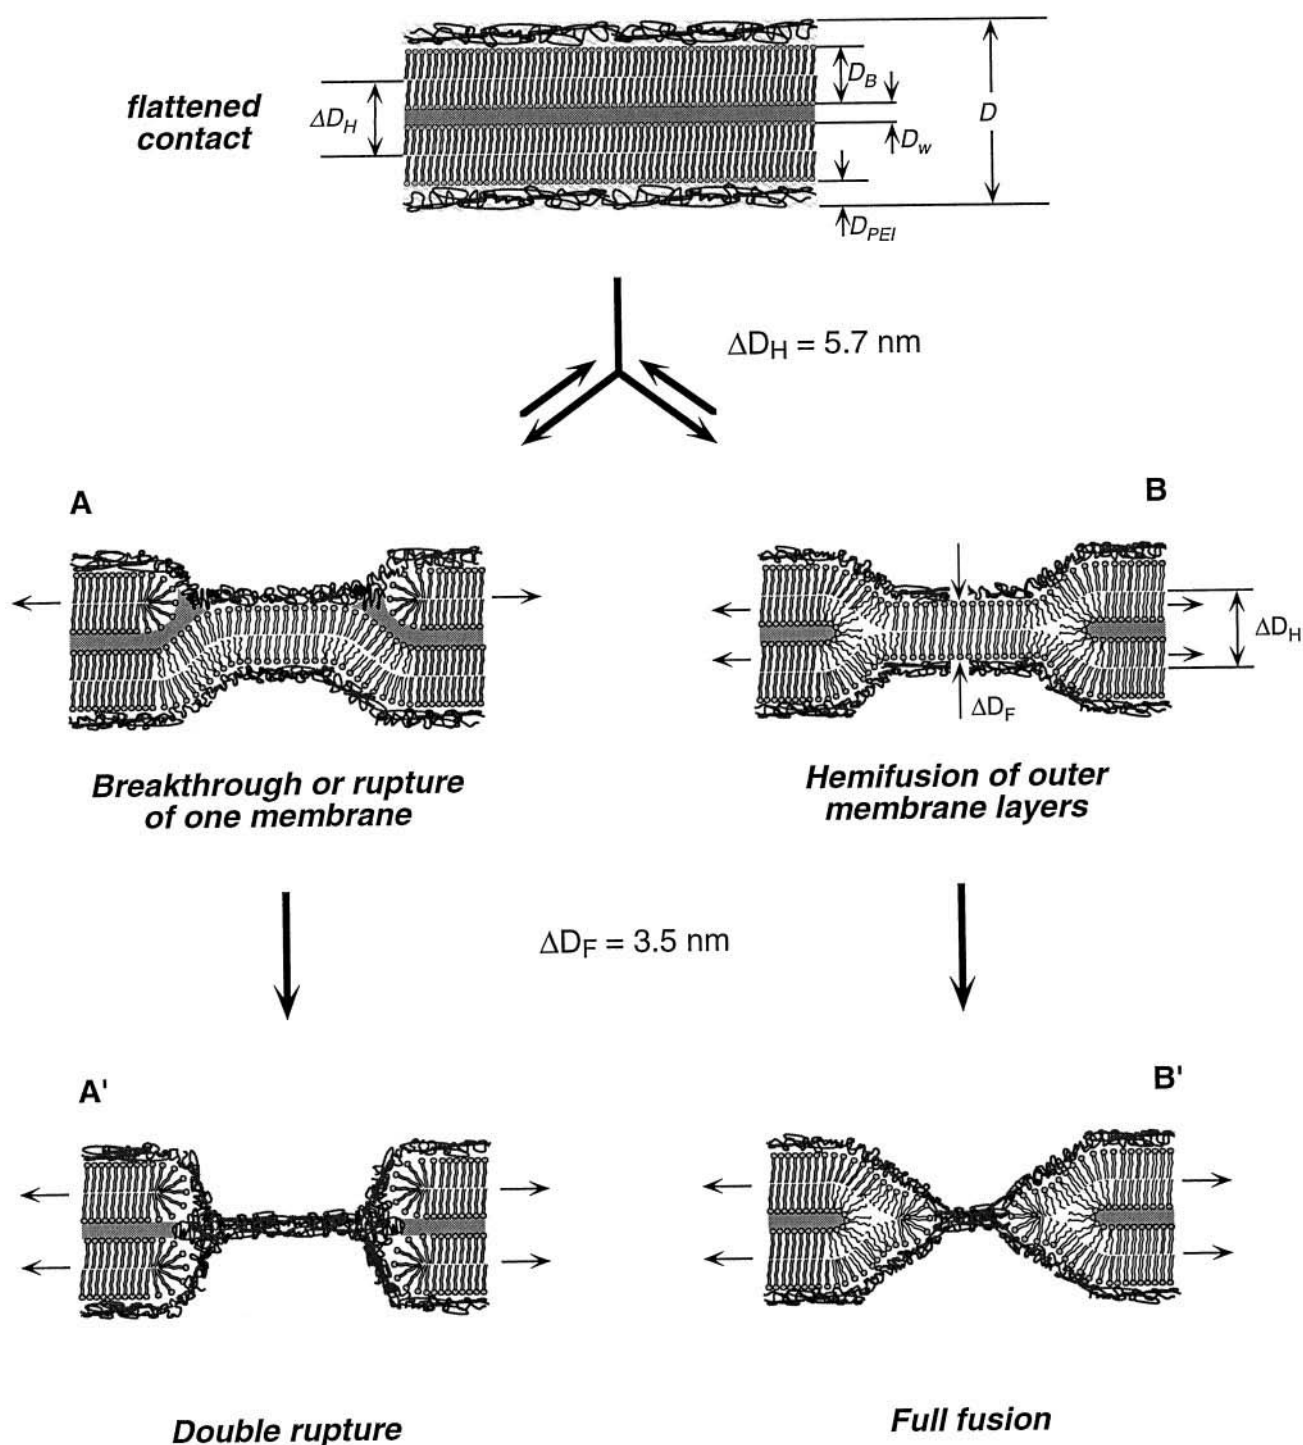 flattened
contact
ΔD_H
D_B
D_w
D
D_PEI
ΔD_H = 5.7 nm
A
B
ΔD_H
ΔD_F
Breakthrough or rupture
of one membrane
Hemifusion of outer
membrane layers
ΔD_F = 3.5 nm
A'
B'
Double rupture
Full fusion